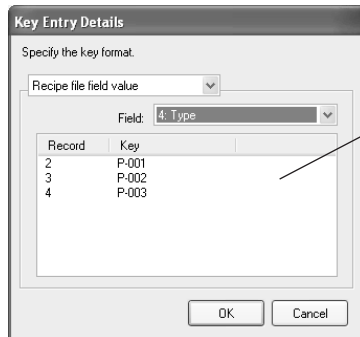 Key Entry Details
Specify the key format.
Recipe file field value
Field: 4: Type
Record Key
2 P-001
3 P-002
4 P-003
OK Cancel